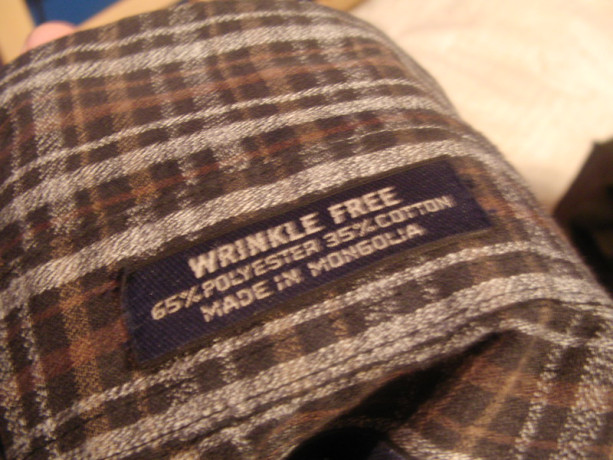 WRINKLE FREE
65% POLYESTER 35% COTTON
MADE IN MONGOLIA